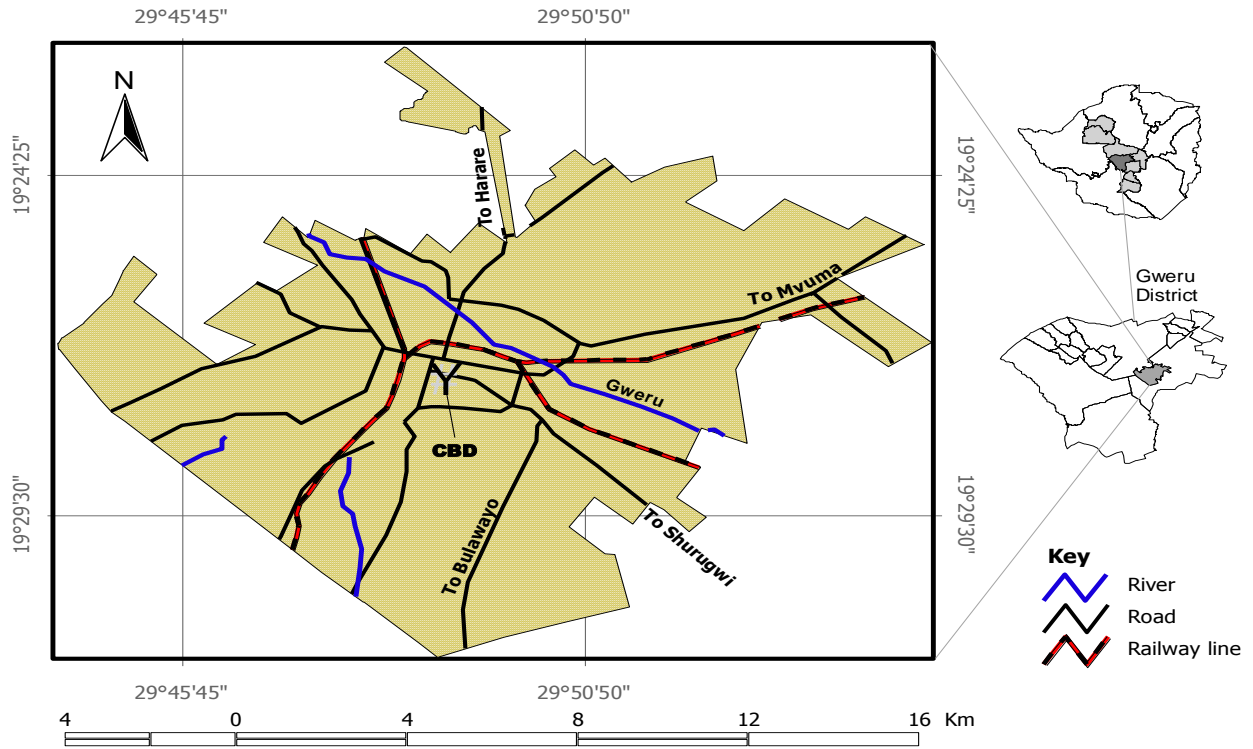 29°45'45" 29°50'50"
N
19°24'25"
19°24'25"
To Harare
To Mvuma
Gweru
District
Gweru
CBD
19°29'30"
19°29'30"
To Bulawayo
To Shurugwi
Key
River
Road
Railway line
29°45'45" 29°50'50"
4 0 4 8 12 16 Km